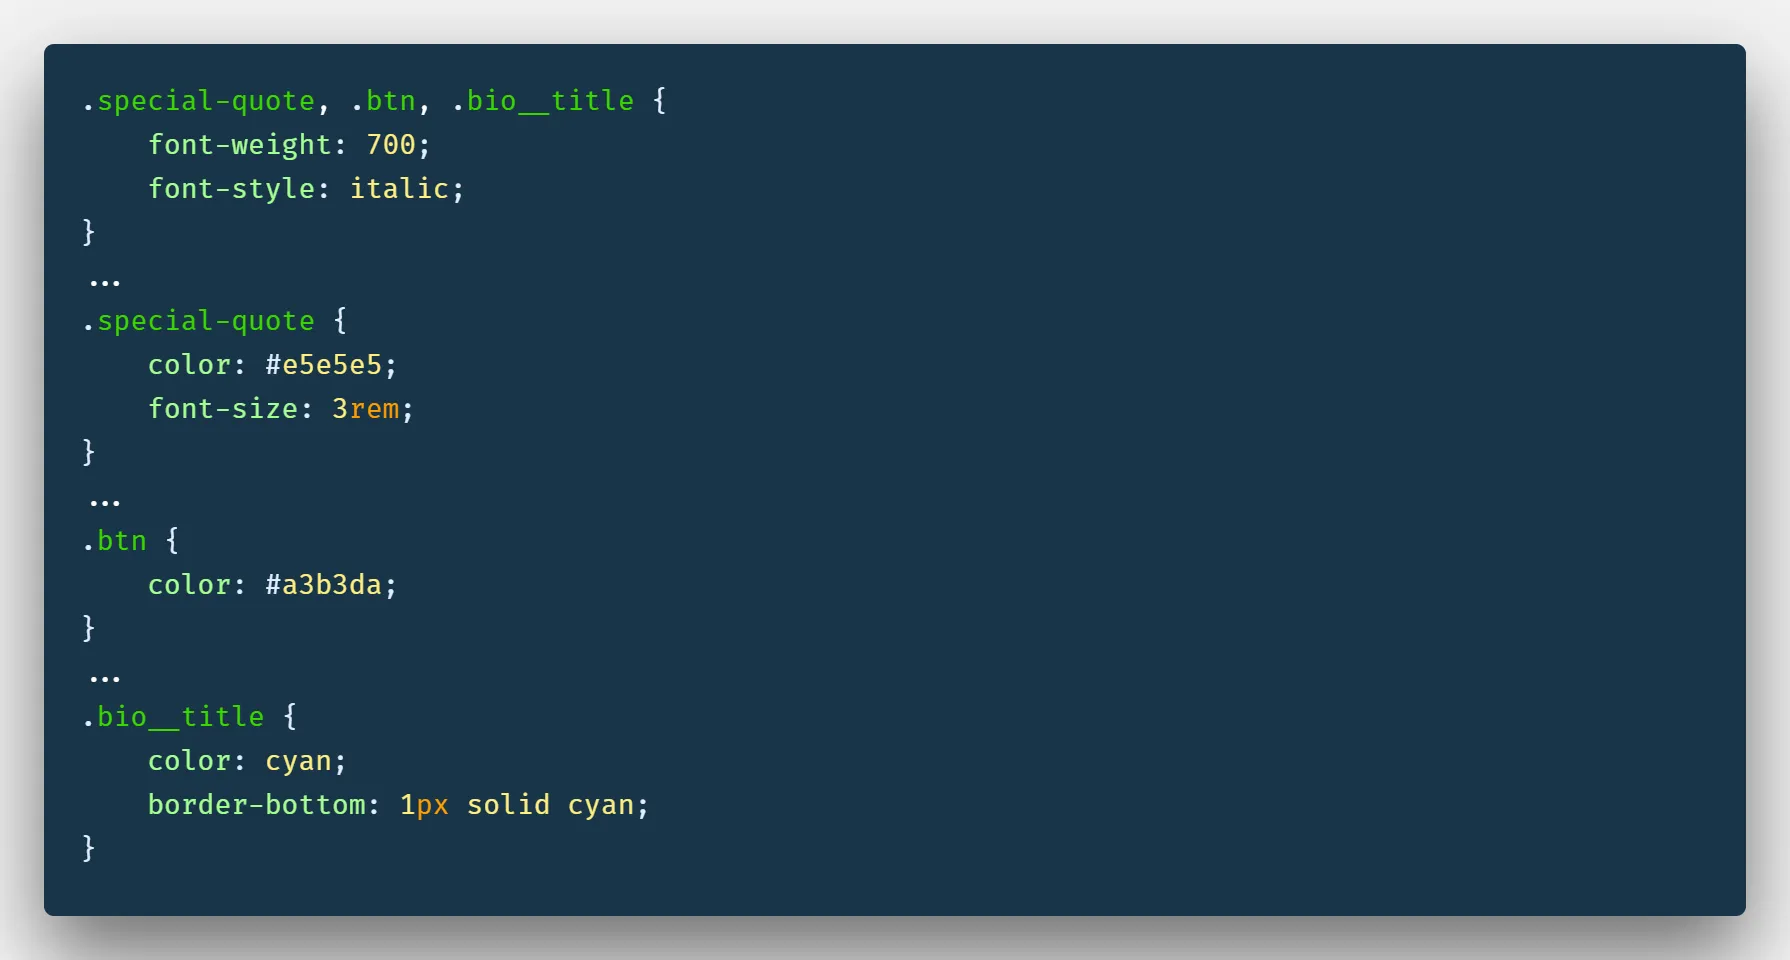 .special-quote, .btn, .bio__title {
    font-weight: 700;
    font-style: italic;
}
...
.special-quote {
    color: #e5e5e5;
    font-size: 3rem;
}
...
.btn {
    color: #a3b3da;
}
...
.bio__title {
    color: cyan;
    border-bottom: 1px solid cyan;
}